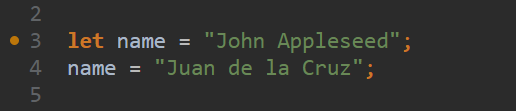 2
3 let name = "John Appleseed";
4 name = "Juan de la Cruz";
5